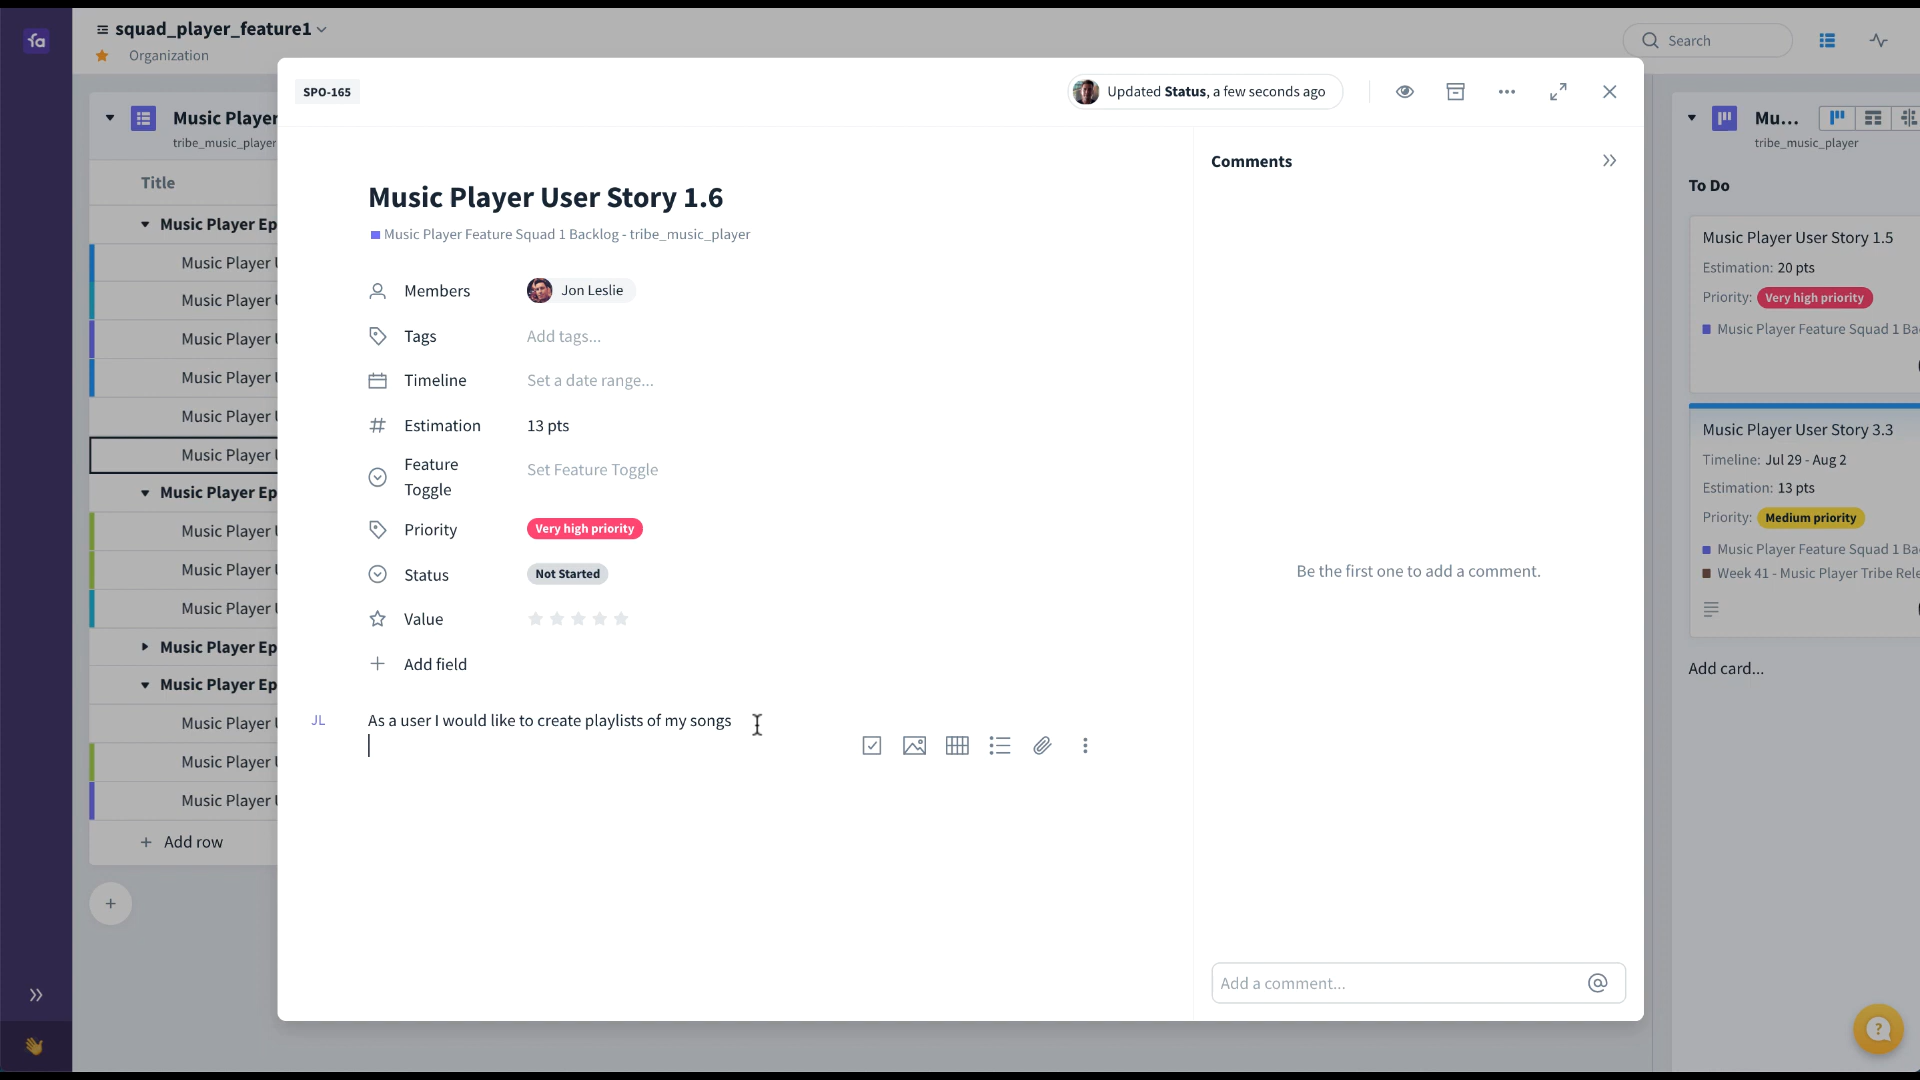 fa
squad_player_feature1
Organization
Search
Music Player
tribe_music_player
Title
Music Player Ep
Music Player U
Music Player U
Music Player U
Music Player U
Music Player U
Music Player U
Music Player Ep
Music Player U
Music Player U
Music Player U
Music Player Ep
Music Player Ep
Music Player U
Music Player U
Music Player U
+ Add row
SPO-165
Updated Status, a few seconds ago
Music Player User Story 1.6
Music Player Feature Squad 1 Backlog - tribe_music_player
Members Jon Leslie
Tags Add tags...
Timeline Set a date range...
Estimation 13 pts
Feature Toggle Set Feature Toggle
Priority Very high priority
Status Not Started
Value
Add field
JL As a user I would like to create playlists of my songs
Comments
Be the first one to add a comment.
Add a comment...
Mu...
tribe_music_player
To Do
Music Player User Story 1.5
Estimation: 20 pts
Priority: Very high priority
Music Player Feature Squad 1 Ba
Music Player User Story 3.3
Timeline: Jul 29 - Aug 2
Estimation: 13 pts
Priority: Medium priority
Music Player Feature Squad 1 Ba
Week 41 - Music Player Tribe Rele
Add card...